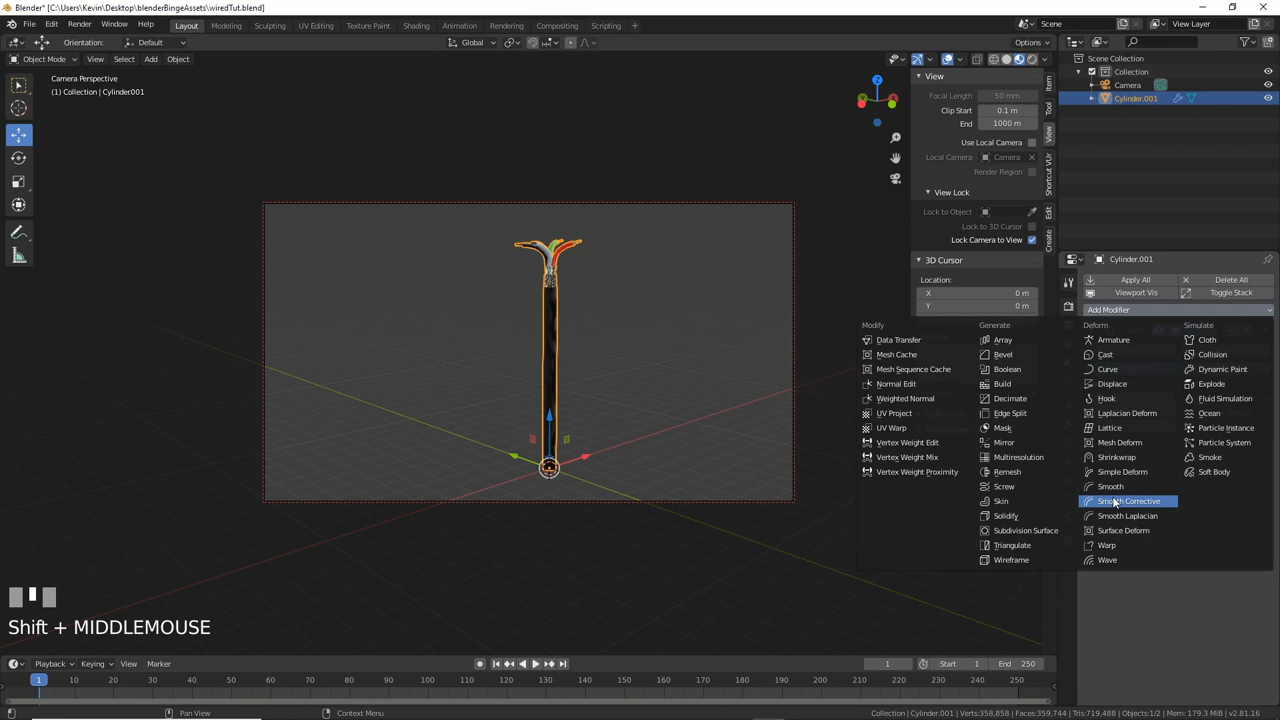 Blender* [C:\Users\Kevin\Desktop\blenderBingeAssets\wiredTut.blend]
File Edit Render Window Help Layout Modeling Sculpting UV Editing Texture Paint Shading Animation Rendering Compositing Scripting + Scene View Layer
Orientation: Default Global Options
Object Mode View Select Add Object
Camera Perspective
(1) Collection | Cylinder.001
View
Focal Length 50 mm
Clip Start 0.1 m
End 1000 m
Use Local Camera
Local Camera Camera
Render Region
View Lock
Lock to Object
Lock to 3D Cursor
Lock Camera to View
3D Cursor
Location:
X 0 m
Y 0 m
Item
Tool
View
Shortcut VUr
Edit
Create
Scene Collection
Collection
Camera
Cylinder.001
Cylinder.001
Apply All Delete All
Viewport Vis Toggle Stack
Add Modifier
Modify
Data Transfer
Mesh Cache
Mesh Sequence Cache
Normal Edit
Weighted Normal
UV Project
UV Warp
Vertex Weight Edit
Vertex Weight Mix
Vertex Weight Proximity
Generate
Array
Bevel
Boolean
Build
Decimate
Edge Split
Mask
Mirror
Multiresolution
Remesh
Screw
Skin
Solidify
Subdivision Surface
Triangulate
Wireframe
Deform
Armature
Cast
Curve
Displace
Hook
Laplacian Deform
Lattice
Mesh Deform
Shrinkwrap
Simple Deform
Smooth
Smooth Corrective
Smooth Laplacian
Surface Deform
Warp
Wave
Simulate
Cloth
Collision
Dynamic Paint
Explode
Fluid Simulation
Ocean
Particle Instance
Particle System
Smoke
Soft Body
Shift + MIDDLEMOUSE
Playback Keying View Marker 1 Start 1 End 250
1 10 20 30 40 50 60 70 80 90 100 110 120 130 140 150 160 170 180 190 200 210 220 230 240 250
Pan View Context Menu Collection | Cylinder.001 | Verts:358,858 | Faces:359,744 | Tris:719,488 | Objects:1/2 | Mem: 179.3 MiB | v2.81.16